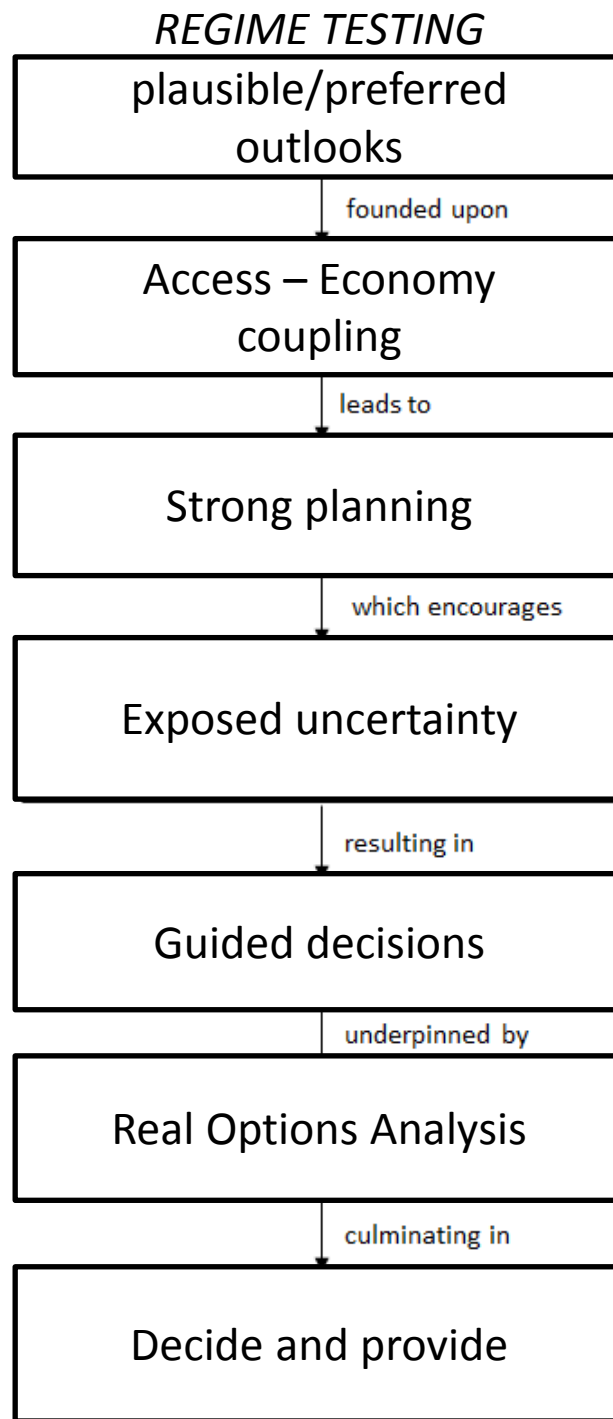 REGIME TESTING
plausible/preferred
outlooks
founded upon
Access – Economy
coupling
leads to
Strong planning
which encourages
Exposed uncertainty
resulting in
Guided decisions
underpinned by
Real Options Analysis
culminating in
Decide and provide